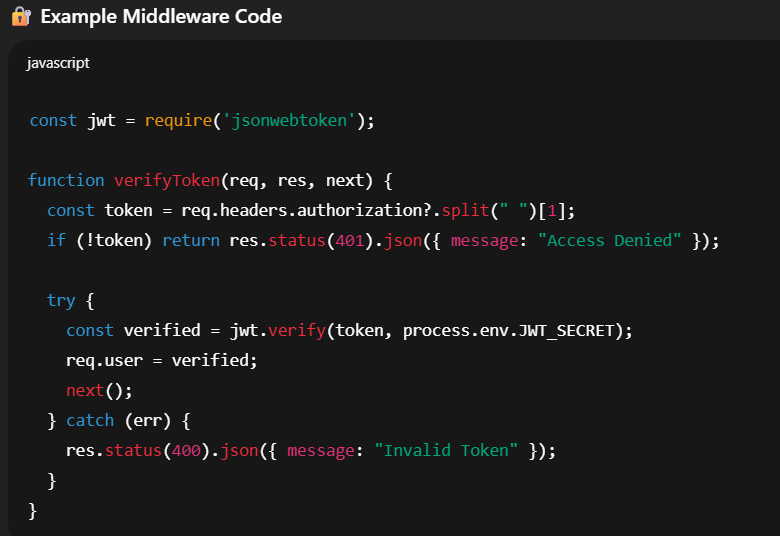 🔐 Example Middleware Code
javascript
const jwt = require('jsonwebtoken');
function verifyToken(req, res, next) {
  const token = req.headers.authorization?.split(" ")[1];
  if (!token) return res.status(401).json({ message: "Access Denied" });
  try {
    const verified = jwt.verify(token, process.env.JWT_SECRET);
    req.user = verified;
    next();
  } catch (err) {
    res.status(400).json({ message: "Invalid Token" });
  }
}